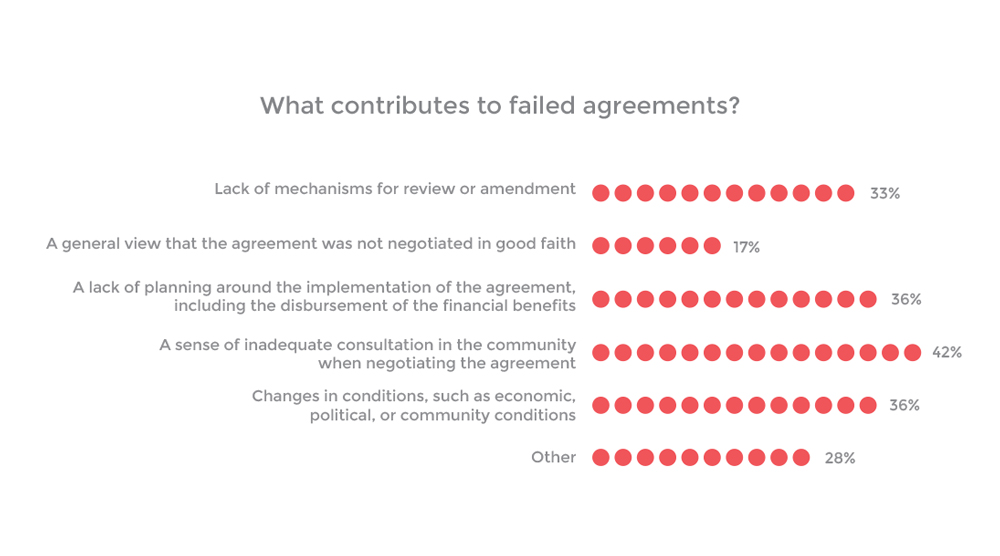 What contributes to failed agreements?
Lack of mechanisms for review or amendment 33%
A general view that the agreement was not negotiated in good faith 17%
A lack of planning around the implementation of the agreement,
including the disbursement of the financial benefits 36%
A sense of inadequate consultation in the community
when negotiating the agreement 42%
Changes in conditions, such as economic,
political, or community conditions 36%
Other 28%